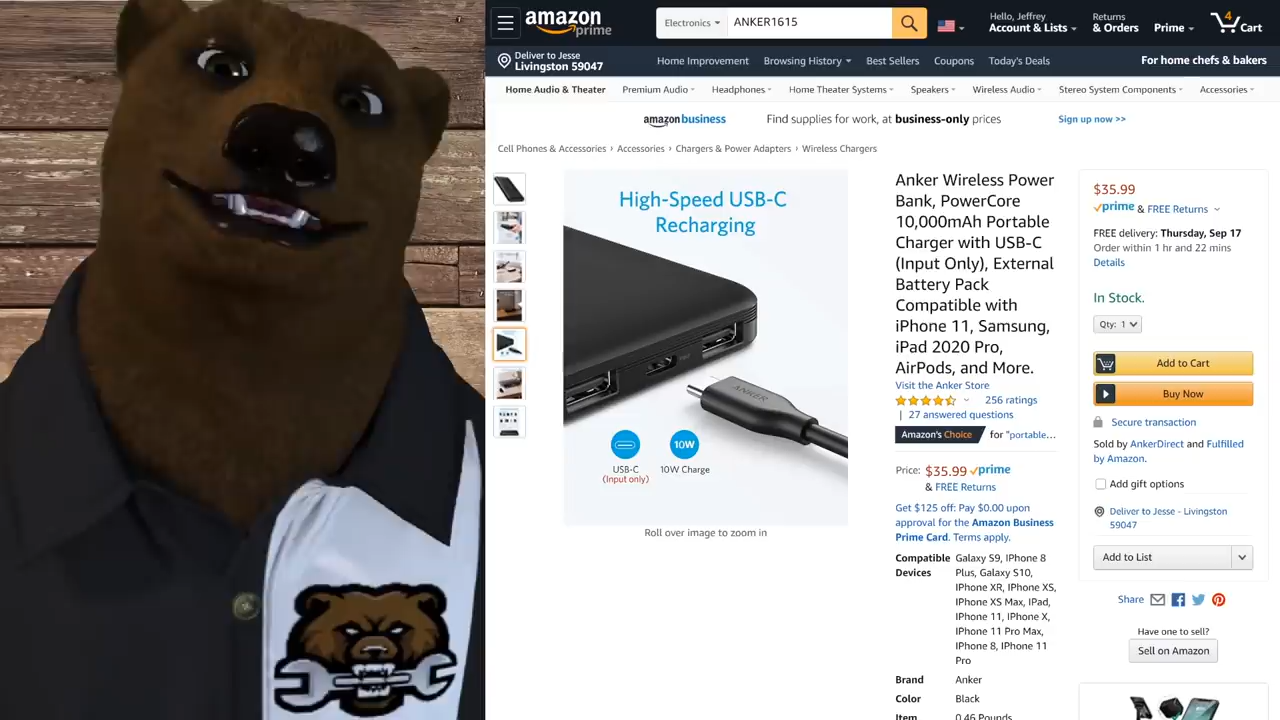 amazon prime
Electronics
ANKER1615
Hello, Jeffrey
Account & Lists
Returns
& Orders
Prime
4
Cart
Deliver to Jesse
Livingston 59047
Home Improvement
Browsing History
Best Sellers
Coupons
Today's Deals
For home chefs & bakers
Home Audio & Theater
Premium Audio
Headphones
Home Theater Systems
Speakers
Wireless Audio
Stereo System Components
Accessories
amazon business
Find supplies for work, at business-only prices
Sign up now >>
Cell Phones & Accessories › Accessories › Chargers & Power Adapters › Wireless Chargers
High-Speed USB-C
Recharging
ANKER
10W
USB-C
(Input only)
10W Charge
Roll over image to zoom in
Anker Wireless Power
Bank, PowerCore
10,000mAh Portable
Charger with USB-C
(Input Only), External
Battery Pack
Compatible with
iPhone 11, Samsung,
iPad 2020 Pro,
AirPods, and More.
Visit the Anker Store
256 ratings
| 27 answered questions
Amazon's Choice for "portable...
Price: $35.99 prime
& FREE Returns
Get $125 off: Pay $0.00 upon
approval for the Amazon Business
Prime Card. Terms apply.
Compatible Devices
Galaxy S9, IPhone 8
Plus, Galaxy S10,
IPhone XR, IPhone XS,
IPhone XS Max, IPad,
IPhone 11, IPhone X,
IPhone 11 Pro Max,
IPhone 8, IPhone 11
Pro
Brand Anker
Color Black
Item 0.46 Pounds
$35.99
prime & FREE Returns
FREE delivery: Thursday, Sep 17
Order within 1 hr and 22 mins
Details
In Stock.
Qty: 1
Add to Cart
Buy Now
Secure transaction
Sold by AnkerDirect and Fulfilled
by Amazon.
Add gift options
Deliver to Jesse - Livingston
59047
Add to List
Share
Have one to sell?
Sell on Amazon